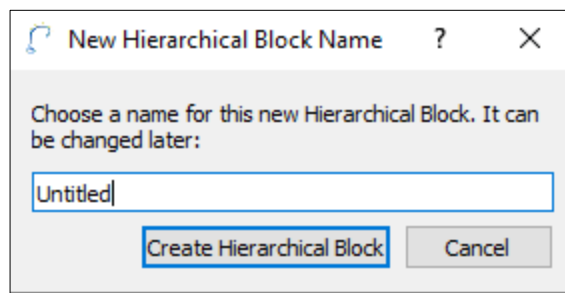 New Hierarchical Block Name ?
Choose a name for this new Hierarchical Block. It can
be changed later:
Untitled
Create Hierarchical Block Cancel